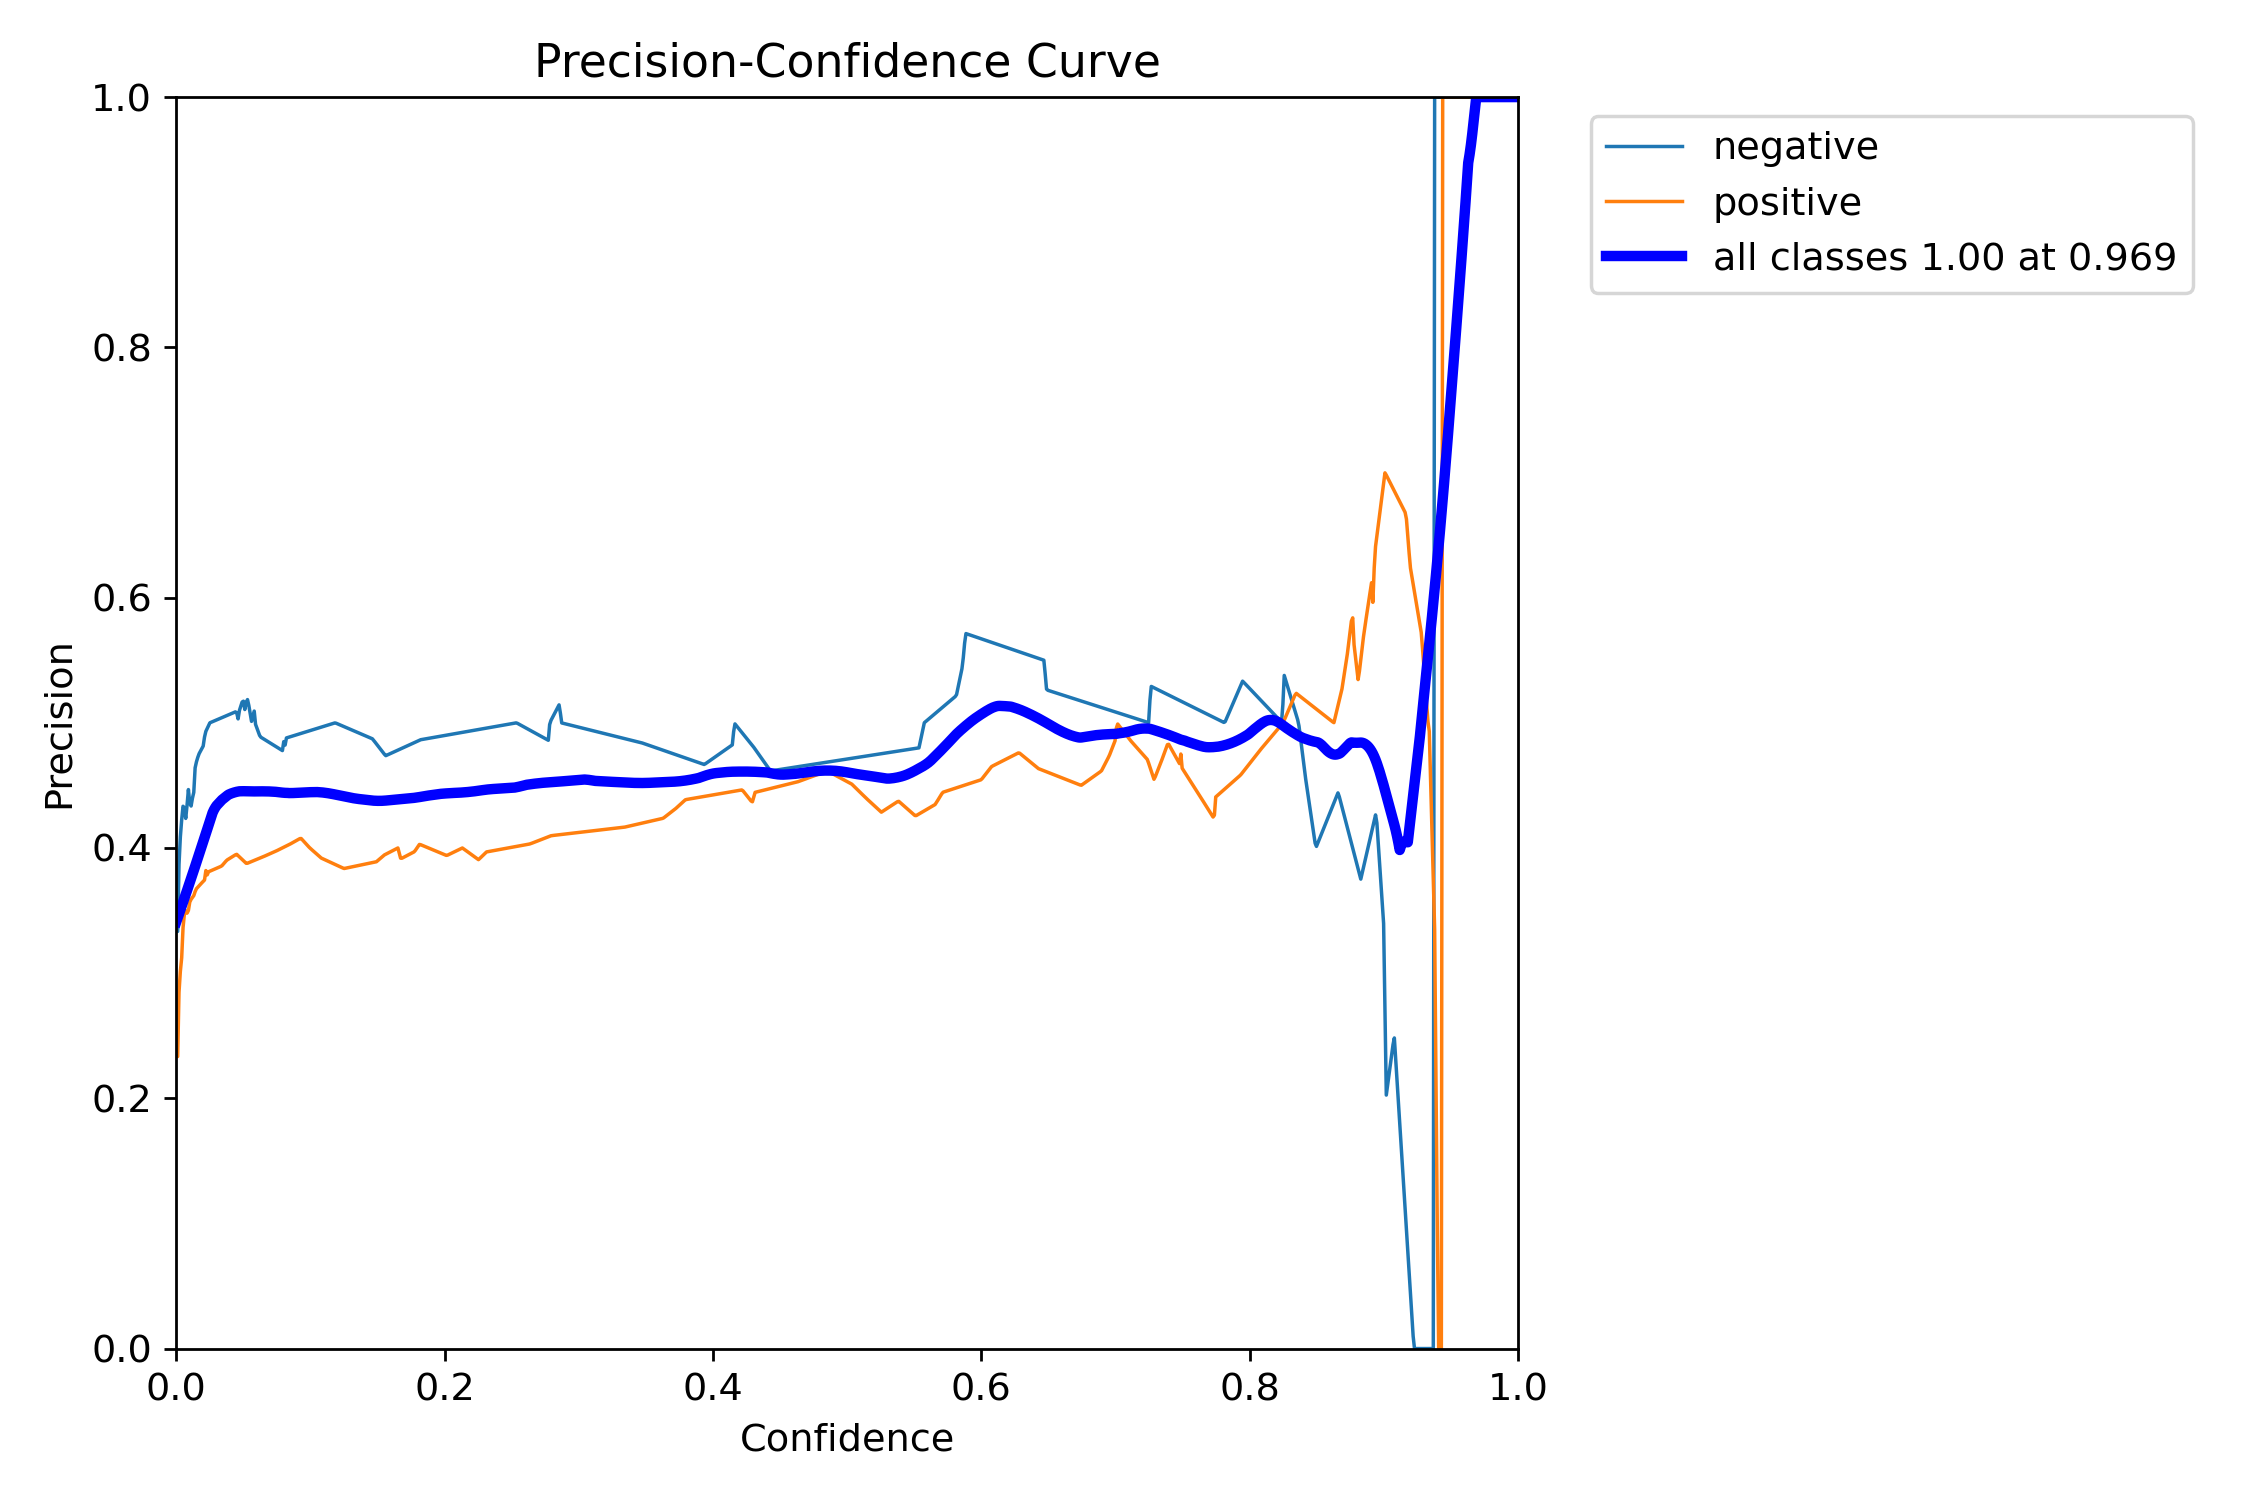 Precision-Confidence Curve
1.0
0.8
0.6
0.4
0.2
0.0
Precision
0.0 0.2 0.4 0.6 0.8 1.0
Confidence
negative
positive
all classes 1.00 at 0.969